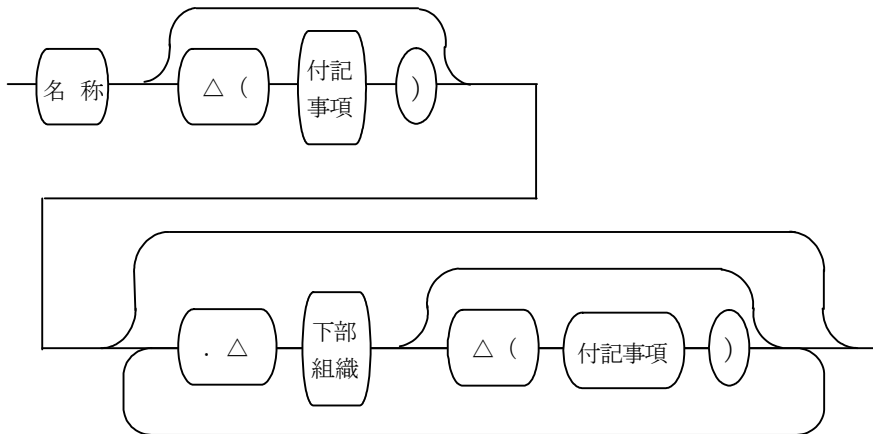 名 称
△ (
付記
事項
)
. △
下部
組織
△ (
付記事項
)